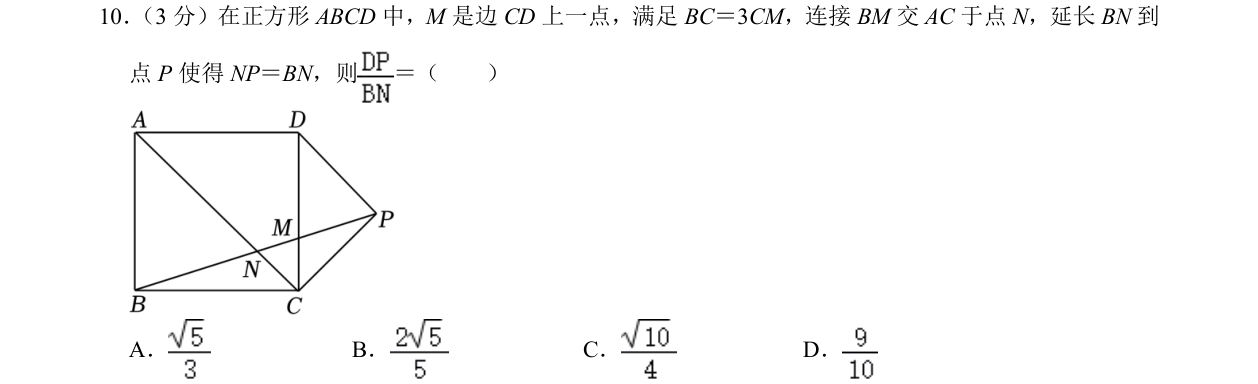 10.（3 分）在正方形 ABCD 中，M 是边 CD 上一点，满足 BC＝3CM，连接 BM 交 AC 于点 N，延长 BN 到
点 P 使得 NP＝BN，则DP/BN＝（　　）
A
D
M
P
N
B
C
A．√5/3 B．2√5/5 C．√10/4 D．9/10